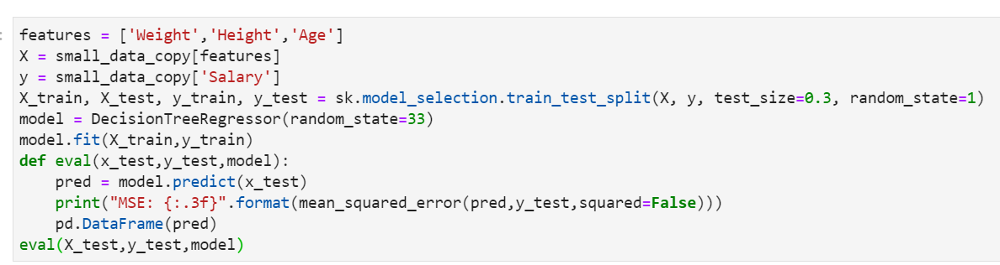 features = ['Weight','Height','Age']
X = small_data_copy[features]
y = small_data_copy['Salary']
X_train, X_test, y_train, y_test = sk.model_selection.train_test_split(X, y, test_size=0.3, random_state=1)
model = DecisionTreeRegressor(random_state=33)
model.fit(X_train,y_train)
def eval(x_test,y_test,model):
    pred = model.predict(x_test)
    print("MSE: {:.3f}".format(mean_squared_error(pred,y_test,squared=False)))
    pd.DataFrame(pred)
eval(X_test,y_test,model)